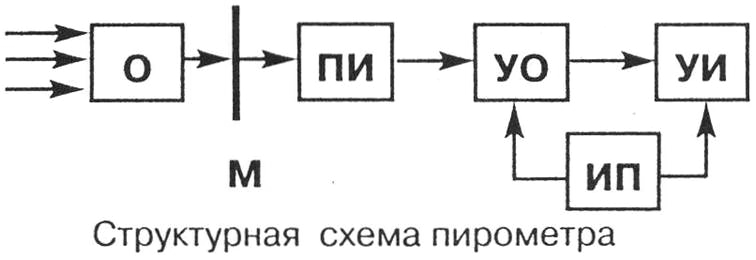 О ПИ УО УИ
М ИП
Структурная схема пирометра